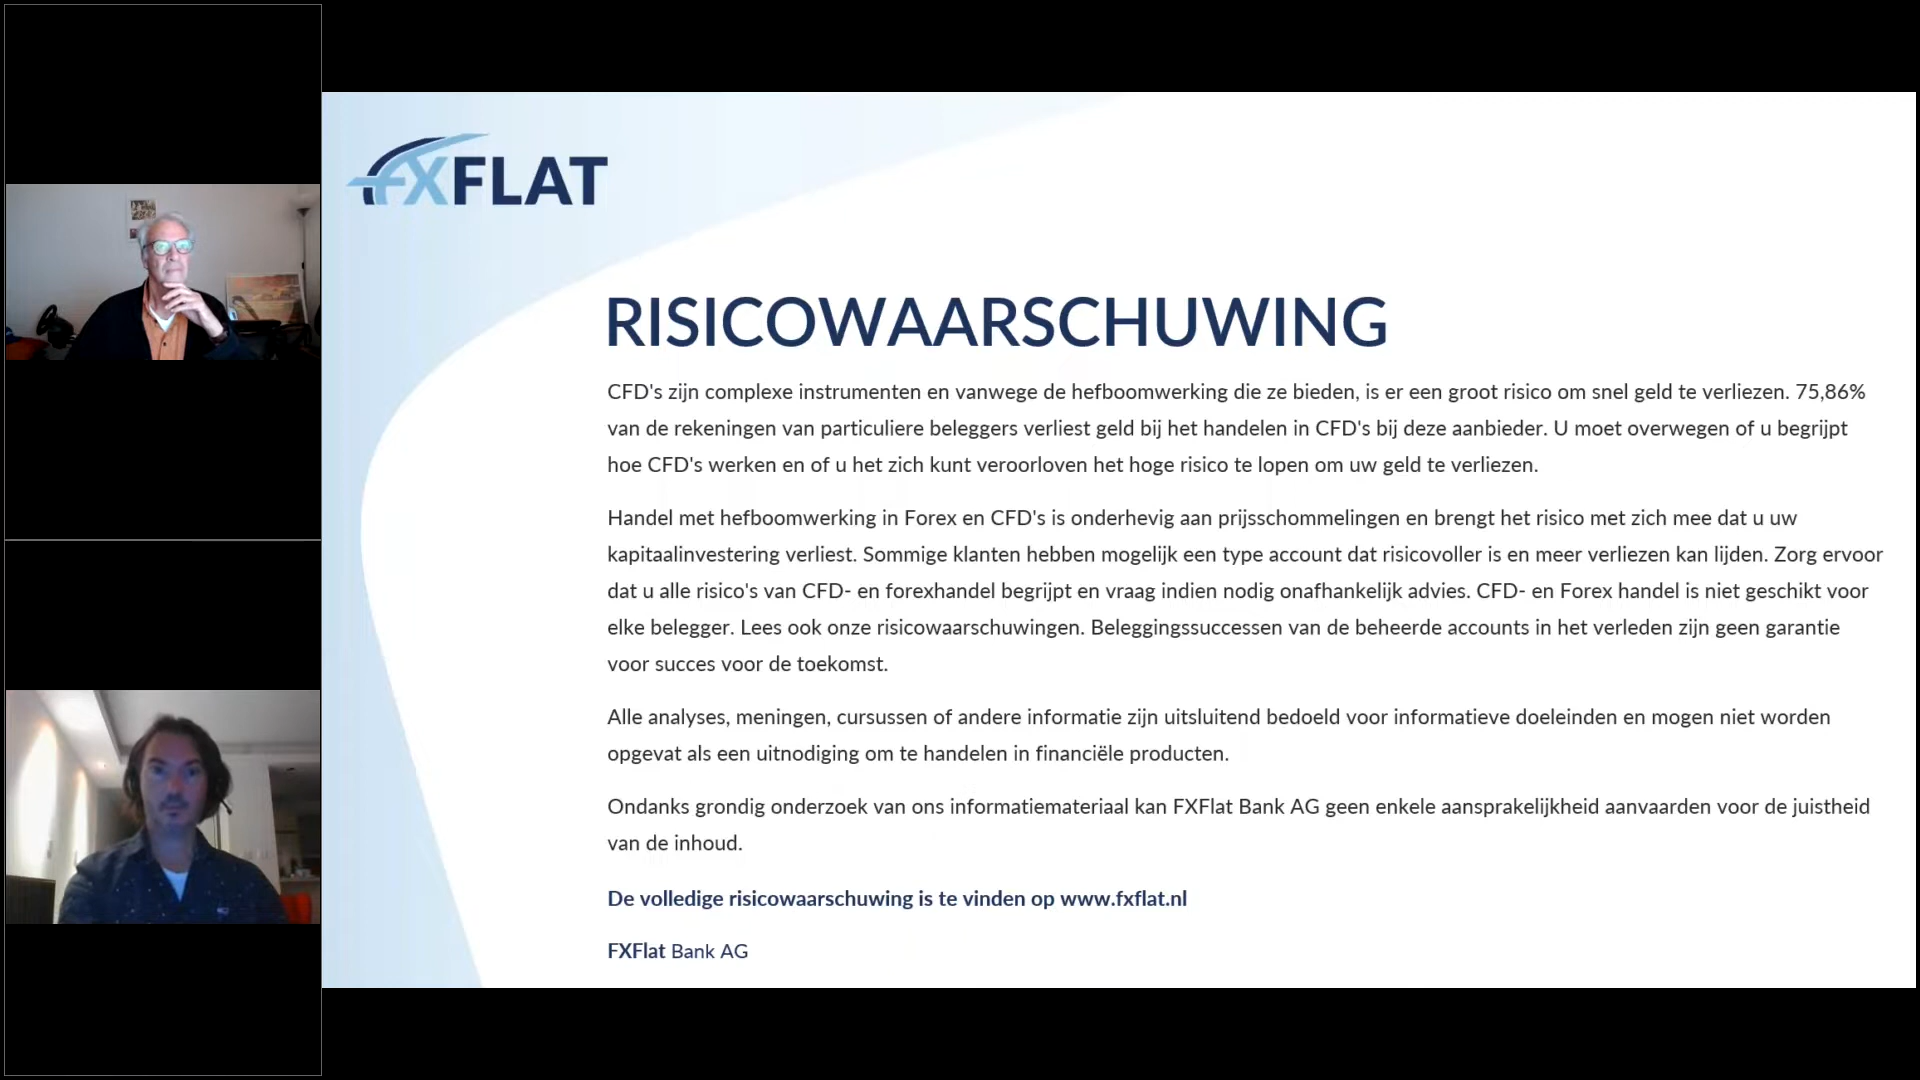 FXFLAT
RISICOWAARSCHUWING
CFD's zijn complexe instrumenten en vanwege de hefboomwerking die ze bieden, is er een groot risico om snel geld te verliezen. 75,86%
van de rekeningen van particuliere beleggers verliest geld bij het handelen in CFD's bij deze aanbieder. U moet overwegen of u begrijpt
hoe CFD's werken en of u het zich kunt veroorloven het hoge risico te lopen om uw geld te verliezen.
Handel met hefboomwerking in Forex en CFD's is onderhevig aan prijsschommelingen en brengt het risico met zich mee dat u uw
kapitaalinvestering verliest. Sommige klanten hebben mogelijk een type account dat risicovoller is en meer verliezen kan lijden. Zorg ervoor
dat u alle risico's van CFD- en forexhandel begrijpt en vraag indien nodig onafhankelijk advies. CFD- en Forex handel is niet geschikt voor
elke belegger. Lees ook onze risicowaarschuwingen. Beleggingssuccessen van de beheerde accounts in het verleden zijn geen garantie
voor succes voor de toekomst.
Alle analyses, meningen, cursussen of andere informatie zijn uitsluitend bedoeld voor informatieve doeleinden en mogen niet worden
opgevat als een uitnodiging om te handelen in financiële producten.
Ondanks grondig onderzoek van ons informatiemateriaal kan FXFlat Bank AG geen enkele aansprakelijkheid aanvaarden voor de juistheid
van de inhoud.
De volledige risicowaarschuwing is te vinden op www.fxflat.nl
FXFlat Bank AG